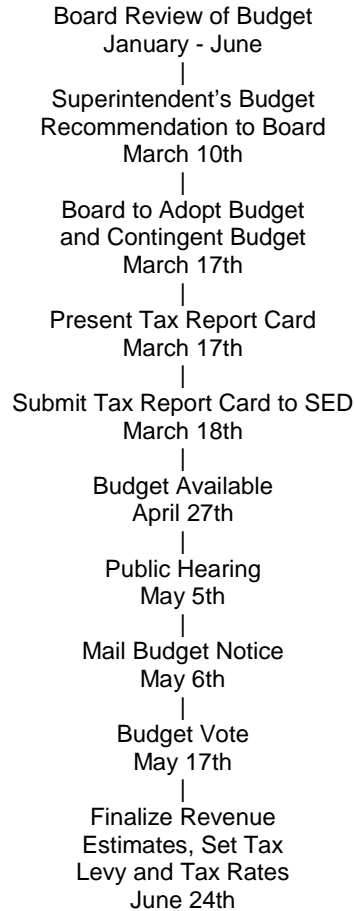 Board Review of Budget
January - June
|
Superintendent's Budget
Recommendation to Board
March 10th
|
Board to Adopt Budget
and Contingent Budget
March 17th
|
Present Tax Report Card
March 17th
|
Submit Tax Report Card to SED
March 18th
|
Budget Available
April 27th
|
Public Hearing
May 5th
|
Mail Budget Notice
May 6th
|
Budget Vote
May 17th
|
Finalize Revenue
Estimates, Set Tax
Levy and Tax Rates
June 24th